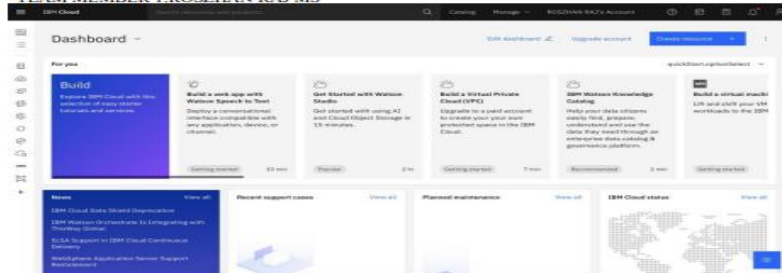 IBM Cloud
Search resources and products...
Catalog
Manage
ROSZHAN RAJ's Account
Dashboard
Edit dashboard
Upgrade account
Create resource +
For you
Build
Explore IBM Cloud with this selection of easy starter tutorials and services.
Build a web app with Watson Speech to Text
Deploy a conversational interface compatible with any application, device, or channel.
Getting started
Get Started with Watson Studio
Get started with using AI and Cloud Object Storage in 15 minutes.
Popular
Build a Virtual Private Cloud (VPC)
Upgrade to a paid account to create your own protected space in the IBM Cloud.
Getting started
7 min
IBM Watson Knowledge Catalog
Help your data citizens easily find, prepare, understand and use the data they need through an enterprise data catalog & governance platform.
Recommended
2 min
Build a virtual machi
Lift and shift your VM workloads to the IBM
Getting started
News
View all
IBM Cloud Data Shield Deprecation
IBM Watson Orchestrate Is Integrating with ThisWay Global
SLSA Support in IBM Cloud Continuous Delivery
WebSphere Application Server Support
Recent support cases
View all
Planned maintenance
View all
IBM Cloud status
View all